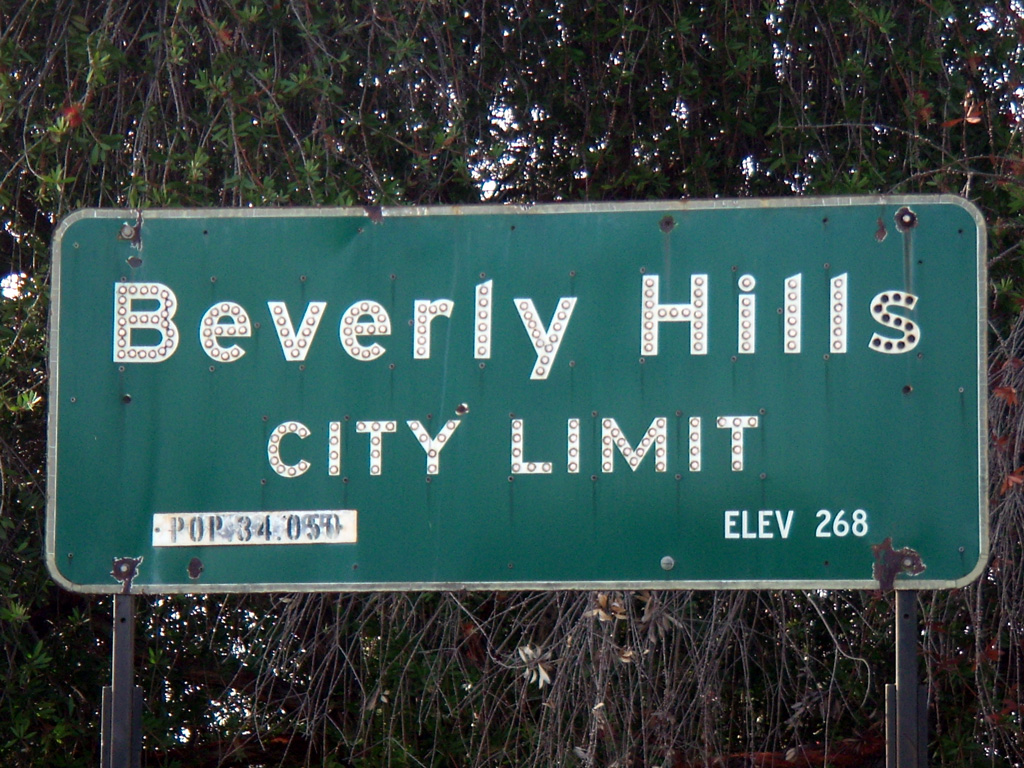 Beverly Hills
CITY LIMIT
POP. 34.050 ELEV 268